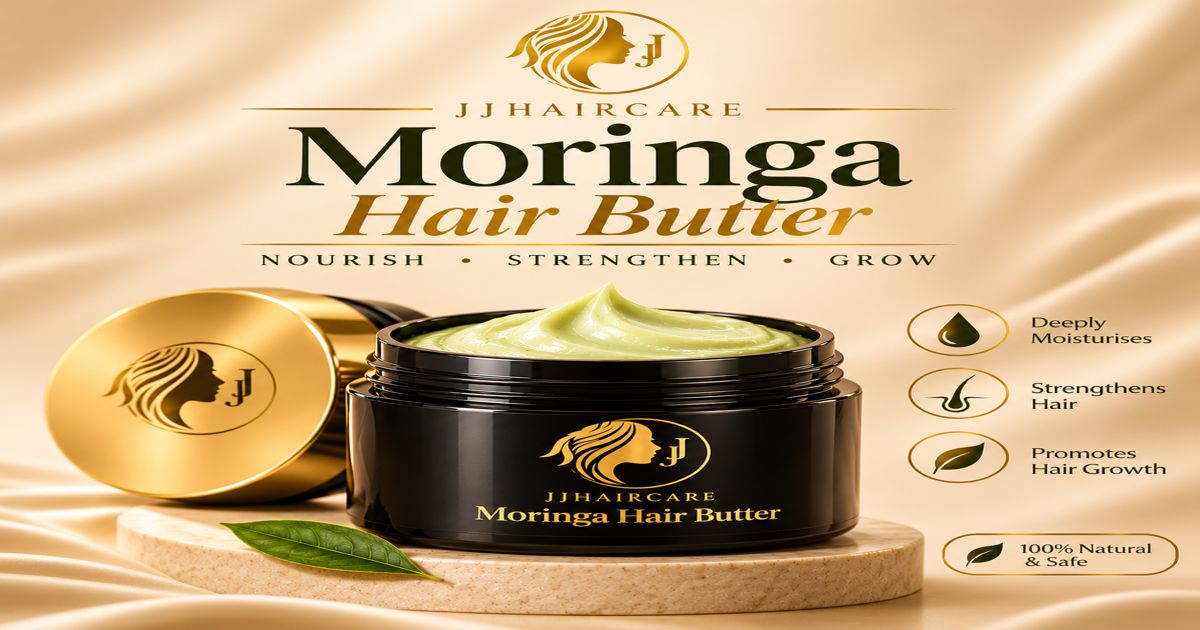 JJ
JJHAIRCARE
Moringa
Hair Butter
NOURISH • STRENGTHEN • GROW
Deeply
Moisturises
Strengthens
Hair
Promotes
Hair Growth
100% Natural
& Safe
JJ
JJ
JJHAIRCARE
Moringa Hair Butter